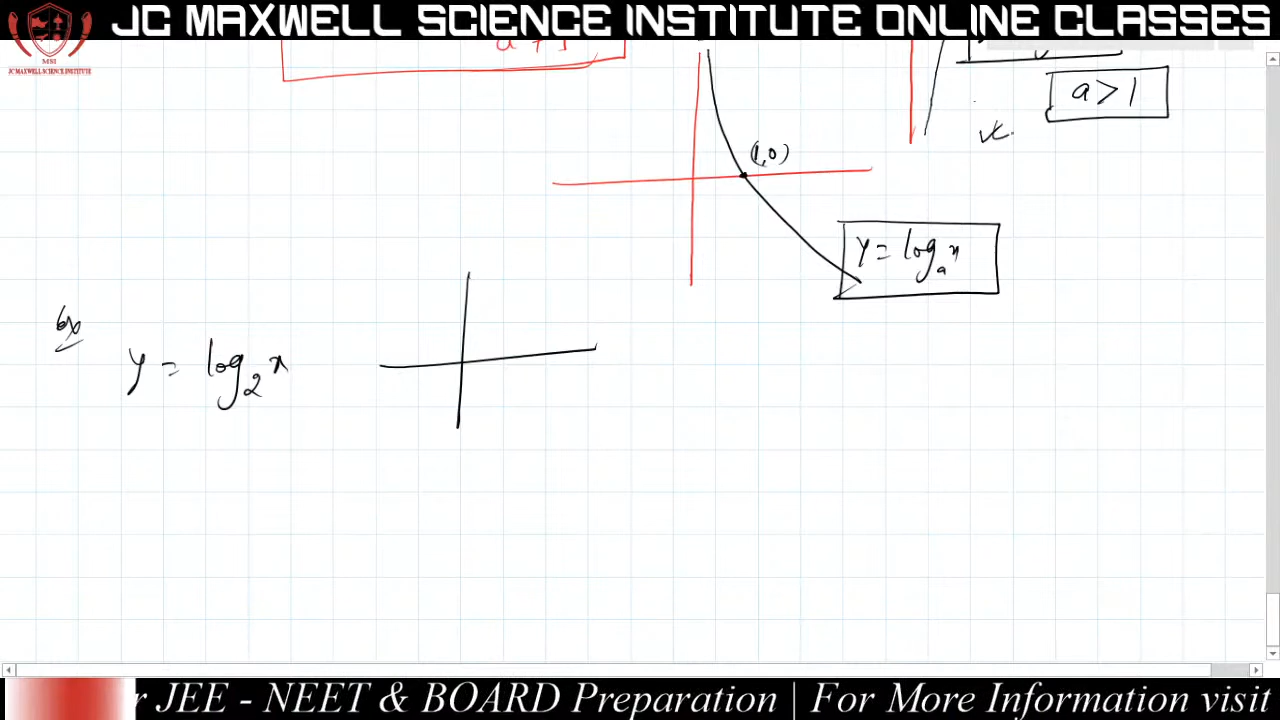 JC MAXWELL SCIENCE INSTITUTE ONLINE CLASSES
MSI
JC MAXWELL SCIENCE INSTITUTE
a > 1
(1,0)
y = logₐx
Ex
y = log₂x
r JEE - NEET & BOARD Preparation | For More Information visit